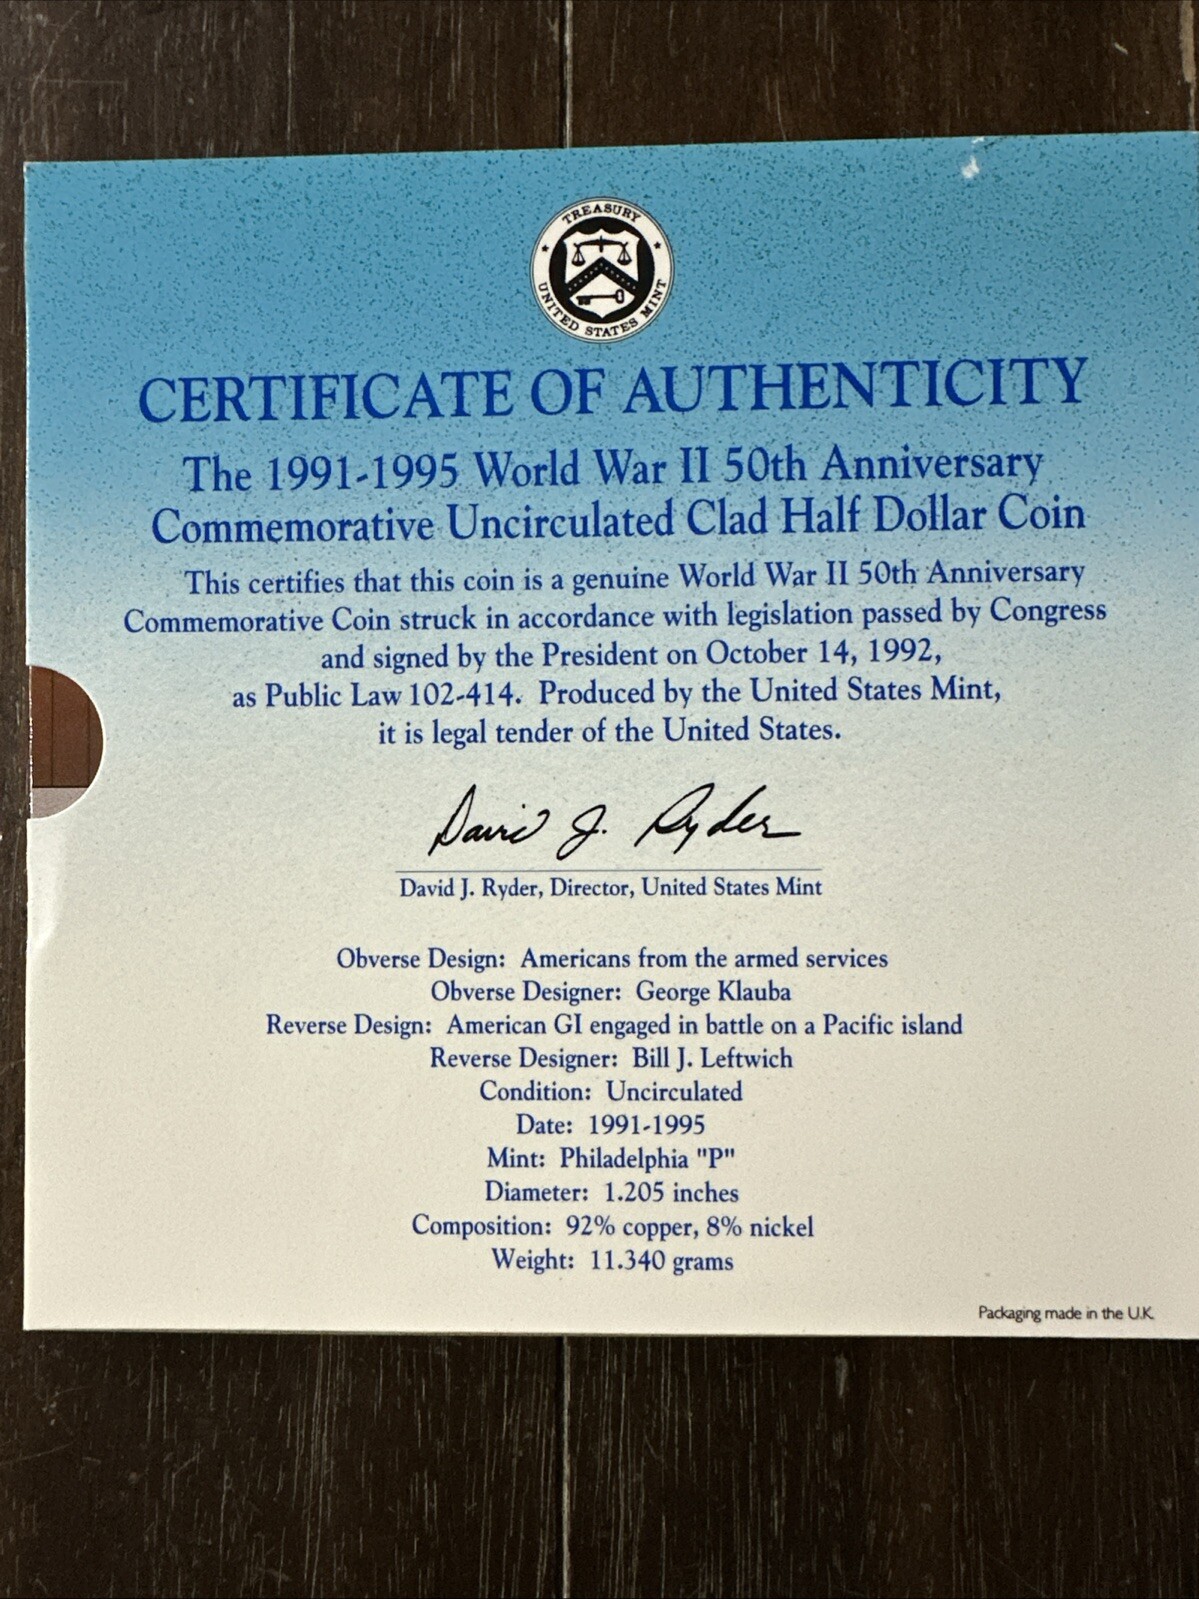 TREASURY
UNITED STATES MINT
CERTIFICATE OF AUTHENTICITY
The 1991-1995 World War II 50th Anniversary
Commemorative Uncirculated Clad Half Dollar Coin
This certifies that this coin is a genuine World War II 50th Anniversary
Commemorative Coin struck in accordance with legislation passed by Congress
and signed by the President on October 14, 1992,
as Public Law 102-414. Produced by the United States Mint,
it is legal tender of the United States.
David J. Ryder
David J. Ryder, Director, United States Mint
Obverse Design: Americans from the armed services
Obverse Designer: George Klauba
Reverse Design: American GI engaged in battle on a Pacific island
Reverse Designer: Bill J. Leftwich
Condition: Uncirculated
Date: 1991-1995
Mint: Philadelphia "P"
Diameter: 1.205 inches
Composition: 92% copper, 8% nickel
Weight: 11.340 grams
Packaging made in the U.K.